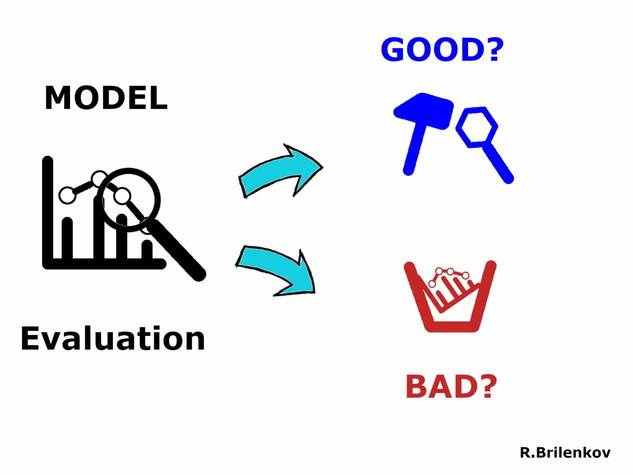 MODEL
Evaluation
GOOD?
BAD?
R.Brilenkov